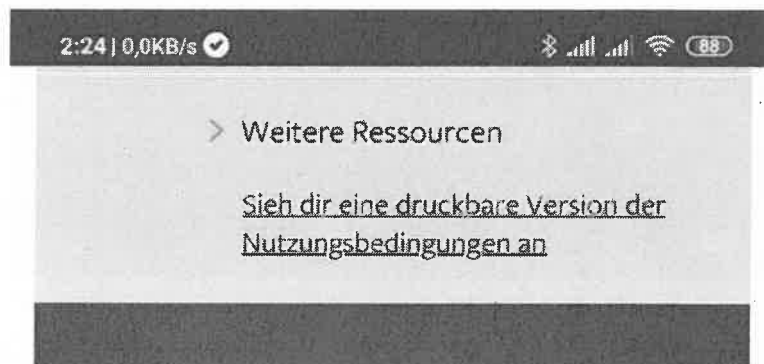 2:24 | 0,0KB/s
88
> Weitere Ressourcen
Sieh dir eine druckbare Version der
Nutzungsbedingungen an